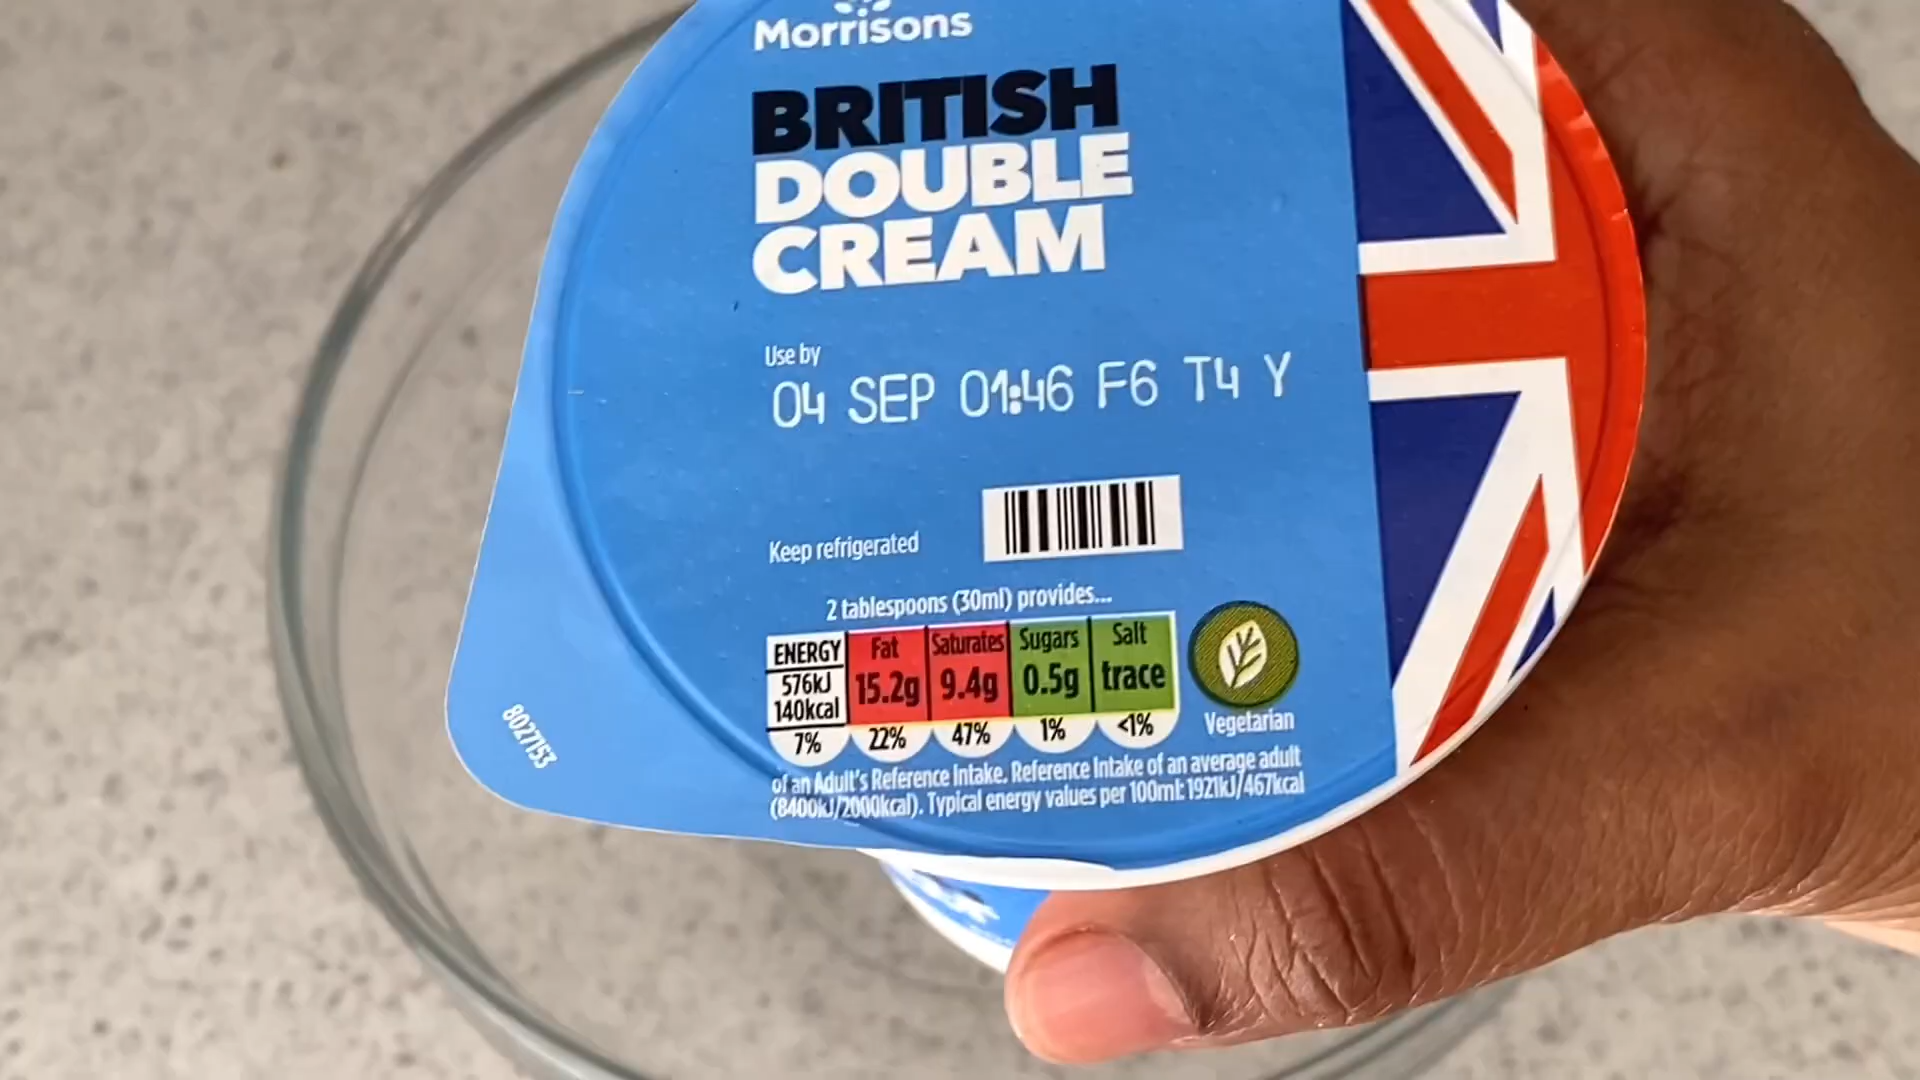 Morrisons
BRITISH
DOUBLE
CREAM
Use by
04 SEP 01:46 F6 T4 Y
Keep refrigerated
2 tablespoons (30ml) provides...
ENERGY Fat Saturates Sugars Salt
576kJ 15.2g 9.4g 0.5g trace
140kcal
7% 22% 47% 1% <1%
Vegetarian
of an Adult's Reference Intake. Reference Intake of an average adult
(8400kJ/2000kcal). Typical energy values per 100ml: 1921kJ/467kcal
8027153